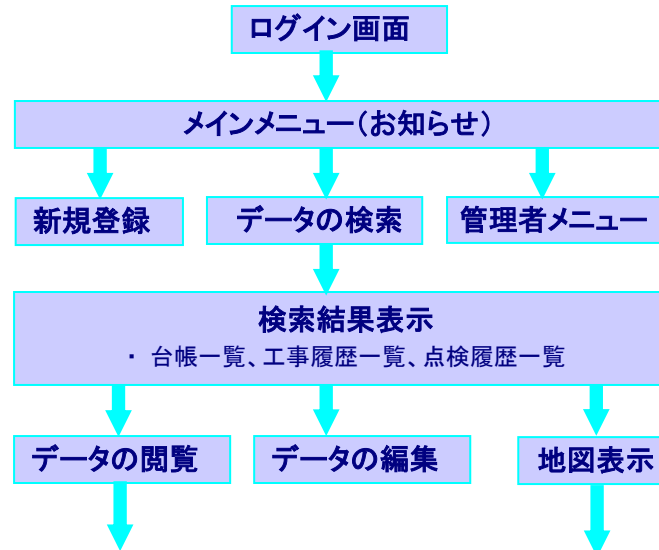 ログイン画面
メインメニュー（お知らせ）
新規登録
データの検索
管理者メニュー
検索結果表示
・ 台帳一覧、工事履歴一覧、点検履歴一覧
データの閲覧
データの編集
地図表示